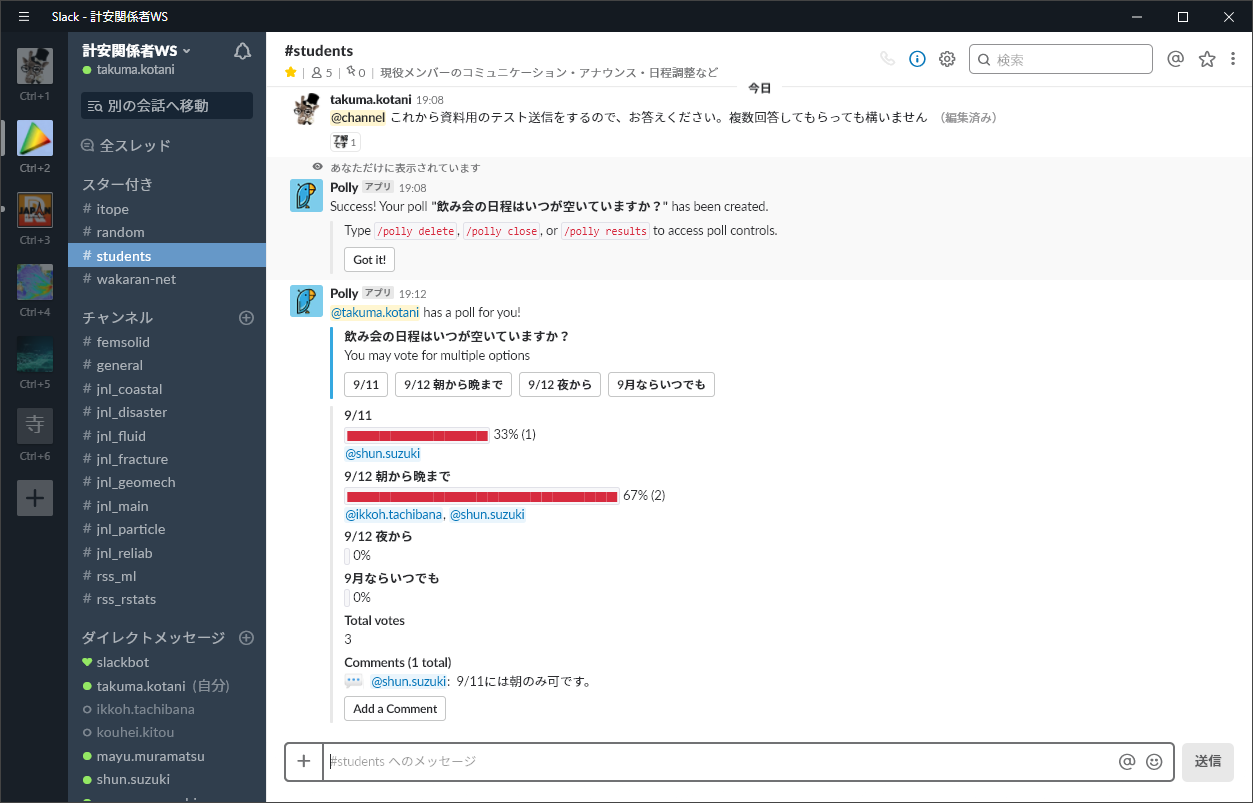 Slack - 計安関係者WS
Ctrl+1
Ctrl+2
Ctrl+3
Ctrl+4
Ctrl+5
寺
Ctrl+6
計安関係者WS
takuma.kotani
別の会話へ移動
全スレッド
スター付き
# itope
# random
# students
# wakaran-net
チャンネル
# femsolid
# general
# jnl_coastal
# jnl_disaster
# jnl_fluid
# jnl_fracture
# jnl_geomech
# jnl_main
# jnl_particle
# jnl_reliab
# rss_ml
# rss_rstats
ダイレクトメッセージ
slackbot
takuma.kotani（自分）
ikkoh.tachibana
kouhei.kitou
mayu.muramatsu
shun.suzuki
#students
5 | 0 | 現役メンバーのコミュニケーション・アナウンス・日程調整など
検索
今日
takuma.kotani 19:08
@channel これから資料用のテスト送信をするので、お答えください。複数回答してもらっても構いません （編集済み）
了解です 1
あなただけに表示されています
Polly アプリ 19:08
Success! Your poll "飲み会の日程はいつが空いていますか？" has been created.
Type /polly delete, /polly close, or /polly results to access poll controls.
Got it!
Polly アプリ 19:12
@takuma.kotani has a poll for you!
飲み会の日程はいつが空いていますか？
You may vote for multiple options
9/11 9/12 朝から晩まで 9/12 夜から 9月ならいつでも
9/11
33% (1)
@shun.suzuki
9/12 朝から晩まで
67% (2)
@ikkoh.tachibana, @shun.suzuki
9/12 夜から
0%
9月ならいつでも
0%
Total votes
3
Comments (1 total)
@shun.suzuki: 9/11には朝のみ可です。
Add a Comment
#students へのメッセージ
送信